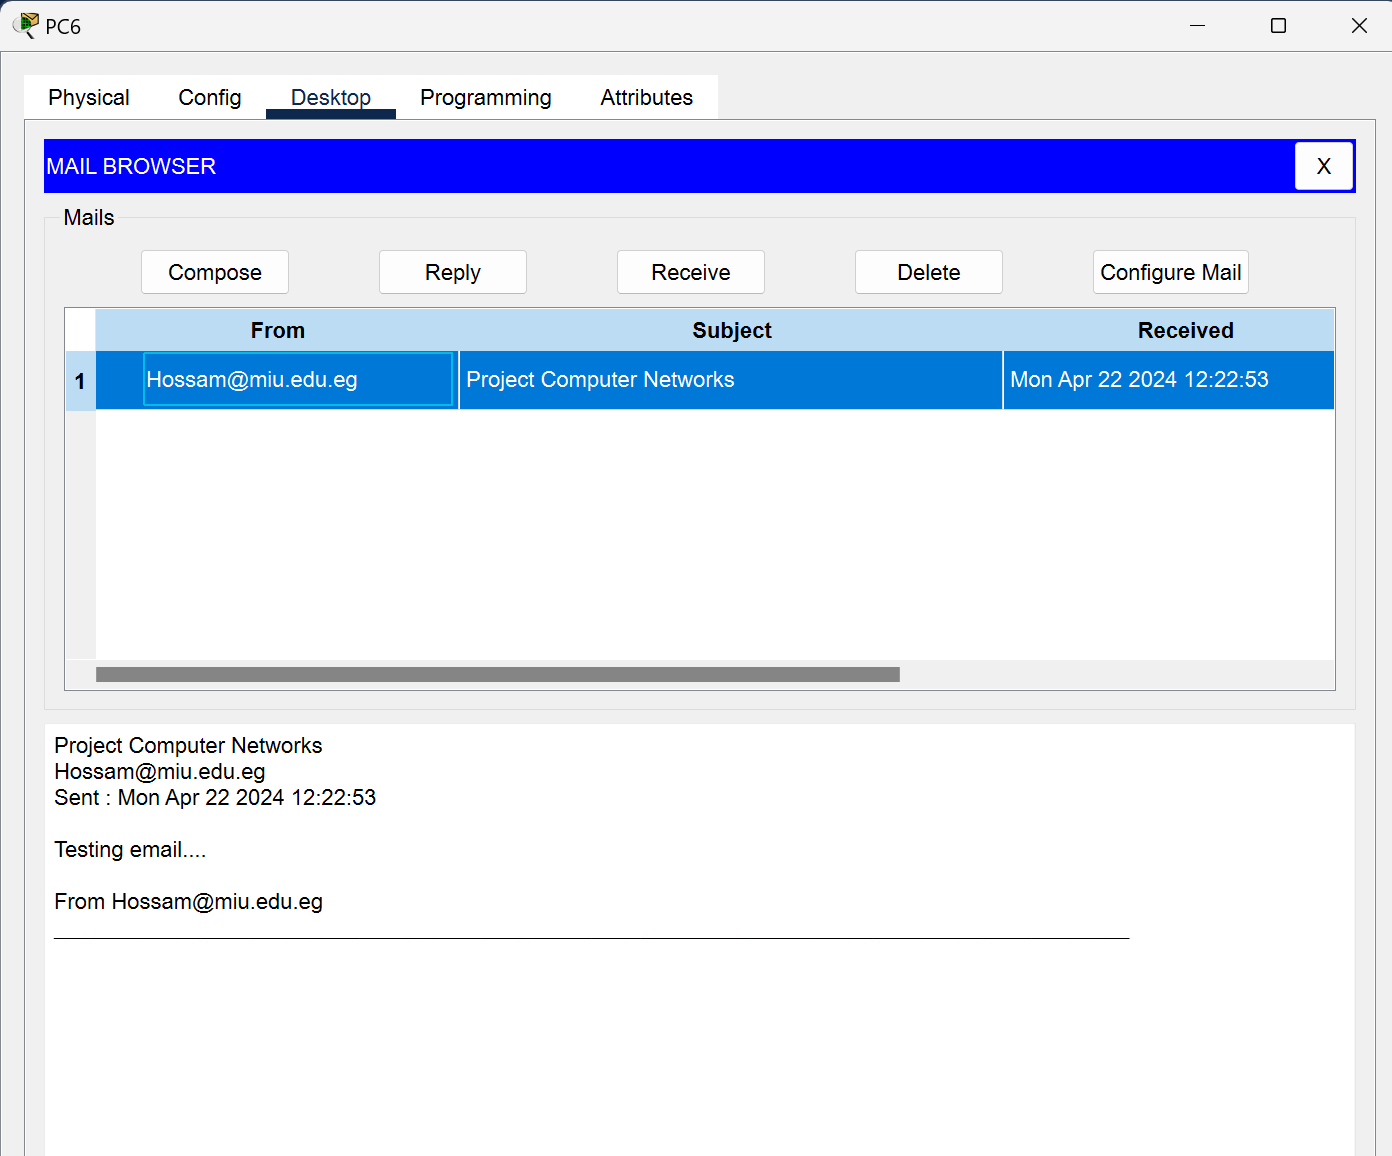 PC6
Physical Config Desktop Programming Attributes
MAIL BROWSER X
Mails
Compose Reply Receive Delete Configure Mail
From Subject Received
1 Hossam@miu.edu.eg Project Computer Networks Mon Apr 22 2024 12:22:53
Project Computer Networks
Hossam@miu.edu.eg
Sent : Mon Apr 22 2024 12:22:53
Testing email....
From Hossam@miu.edu.eg